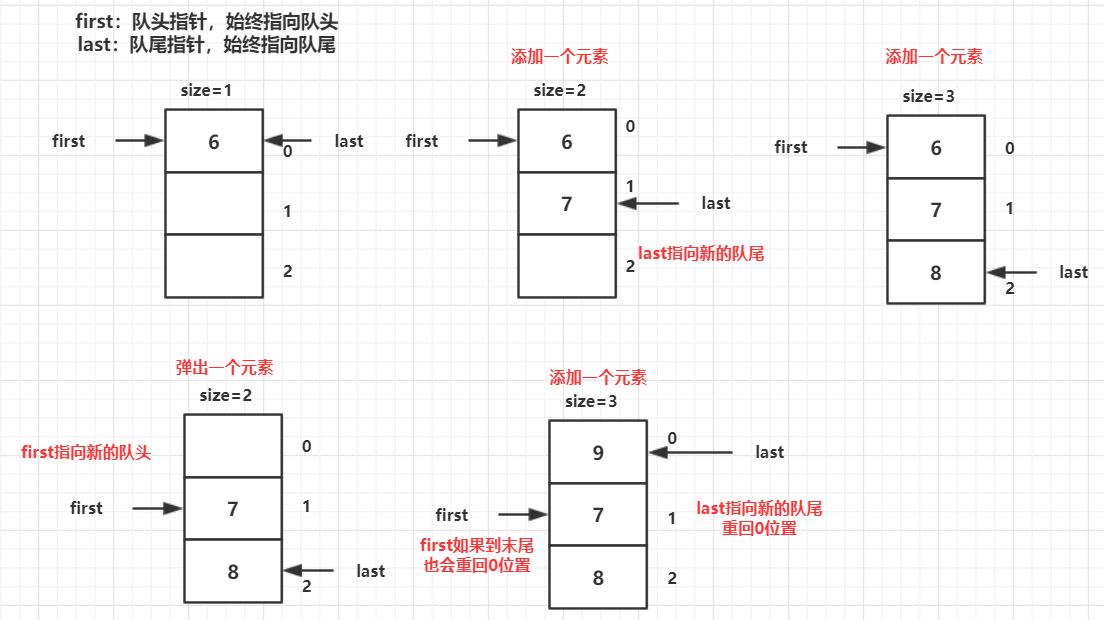 first：队头指针，始终指向队头
last：队尾指针，始终指向队尾
size=1
first
6
last
0
1
2
添加一个元素
size=2
first
6
0
7
1
last
2
last指向新的队尾
添加一个元素
size=3
first
6
0
7
1
8
last
2
弹出一个元素
size=2
0
first指向新的队头
first
7
1
8
last
2
添加一个元素
size=3
9
0
last
first
7
1
last指向新的队尾
重回0位置
first如果到末尾
也会重回0位置
8
2